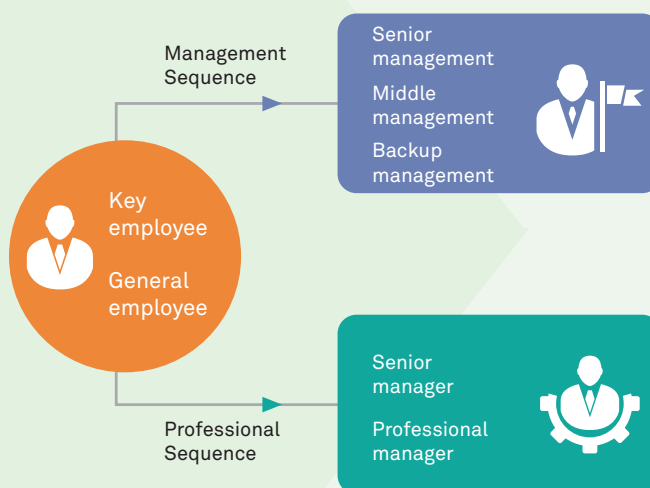 Management
Sequence
Senior
management
Middle
management
Backup
management
Key
employee
General
employee
Senior
manager
Professional
manager
Professional
Sequence